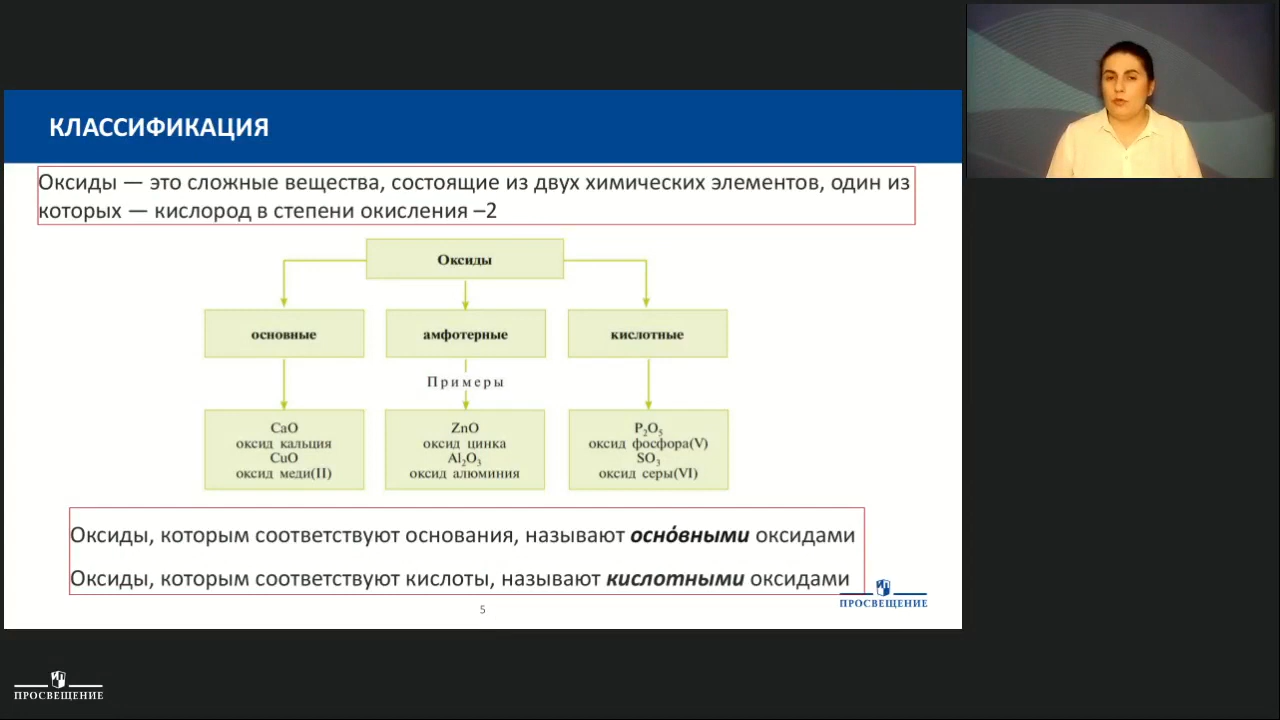 КЛАССИФИКАЦИЯ
Оксиды — это сложные вещества, состоящие из двух химических элементов, один из
которых — кислород в степени окисления –2
Оксиды
основные
амфотерные
кислотные
Примеры
CaO
оксид кальция
CuO
оксид меди(II)
ZnO
оксид цинка
Al₂O₃
оксид алюминия
P₂O₅
оксид фосфора(V)
SO₃
оксид серы(VI)
Оксиды, которым соответствуют основания, называют оснóвными оксидами
Оксиды, которым соответствуют кислоты, называют кислотными оксидами
ПРОСВЕЩЕНИЕ
5
ПРОСВЕЩЕНИЕ